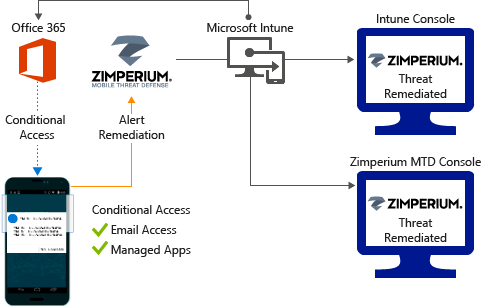 Office 365
Microsoft Intune
Intune Console
ZIMPERIUM.
MOBILE THREAT DEFENSE
ZIMPERIUM.
Threat
Remediated
Conditional
Access
Alert
Remediation
Zimperium MTD Console
ZIMPERIUM.
Threat
Remediated
Conditional Access
Email Access
Managed Apps